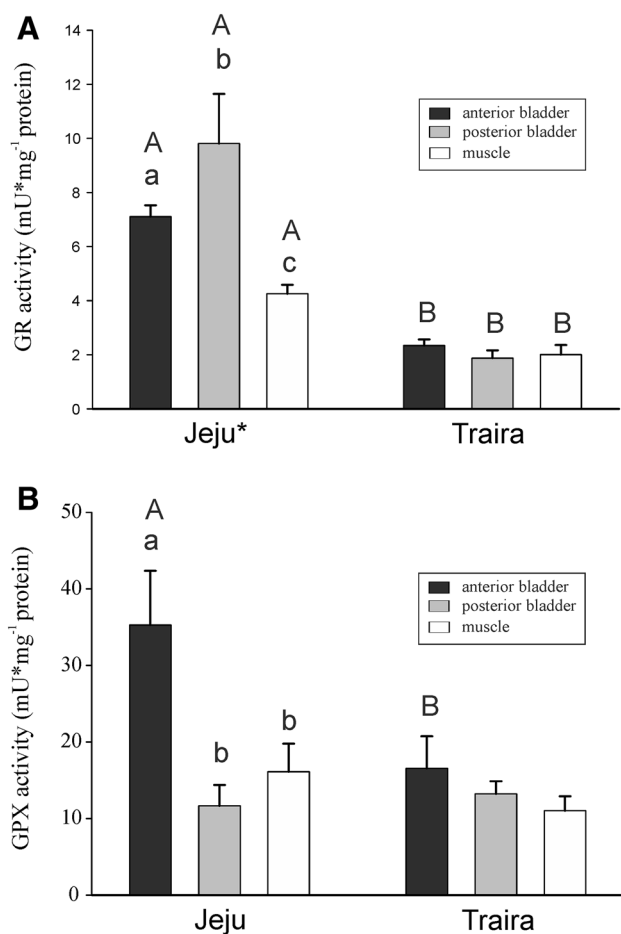 A
GR activity (mU*mg-1 protein)
14
12
10
8
6
4
2
0
A
a
A
b
A
c
B
B
B
anterior bladder
posterior bladder
muscle
Jeju*
Traira
B
GPX activity (mU*mg-1 protein)
50
40
30
20
10
0
A
a
b
b
B
anterior bladder
posterior bladder
muscle
Jeju
Traira